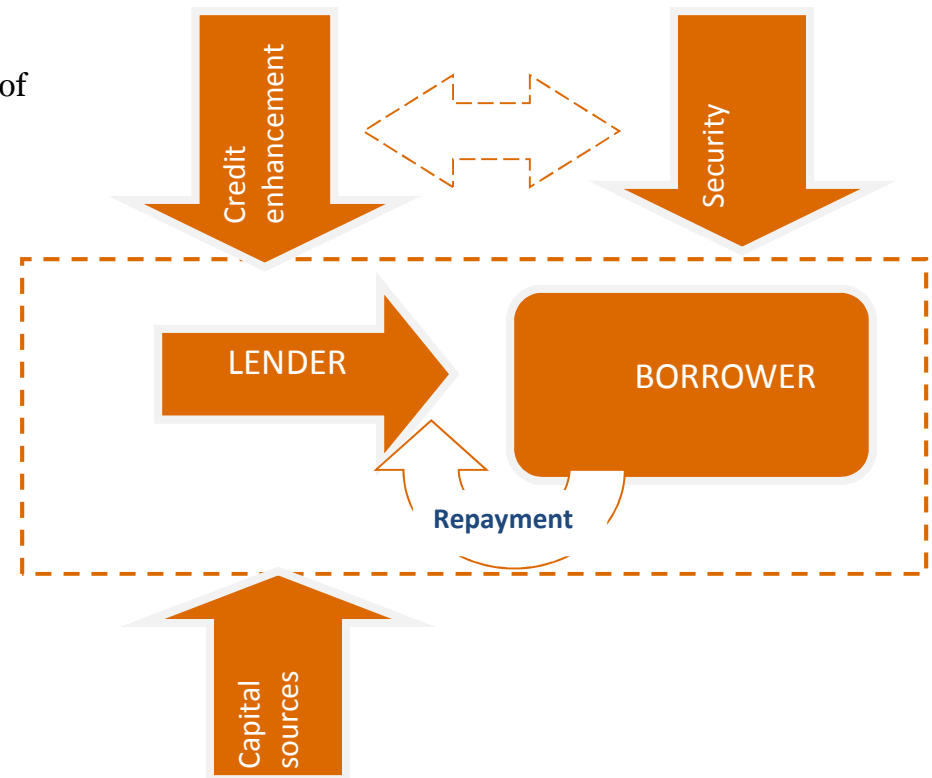 of
Credit
enhancement
Security
LENDER
BORROWER
Repayment
Capital
sources